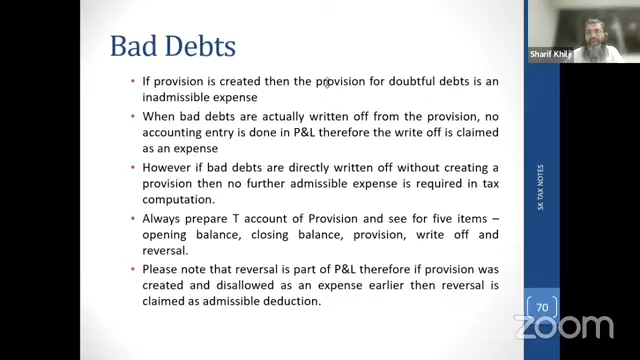 Bad Debts
Sharif Khilji
• If provision is created then the provision for doubtful debts is an
inadmissible expense
• When bad debts are actually written off from the provision, no
accounting entry is done in P&L therefore the write off is claimed
as an expense
• However if bad debts are directly written off without creating a
provision then no further admissible expense is required in tax
computation.
• Always prepare T account of Provision and see for five items –
opening balance, closing balance, provision, write off and
reversal.
• Please note that reversal is part of P&L therefore if provision was
created and disallowed as an expense earlier then reversal is
claimed as admissible deduction.
SK TAX NOTES
70
zoom